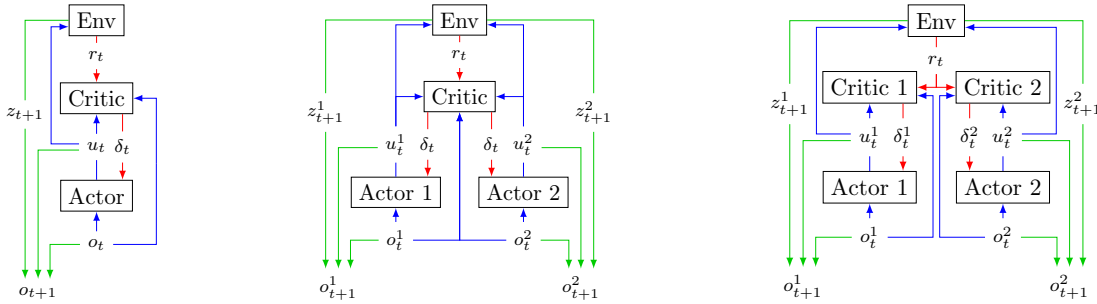 Env
r_t
Critic
z_{t+1}
u_t δ_t
Actor
o_t
o_{t+1}
Env
r_t
Critic
z^1_{t+1} z^2_{t+1}
u^1_t δ_t δ_t u^2_t
Actor 1 Actor 2
o^1_t o^2_t
o^1_{t+1} o^2_{t+1}
Env
r_t
Critic 1 Critic 2
z^1_{t+1} z^2_{t+1}
u^1_t δ^1_t δ^2_t u^2_t
Actor 1 Actor 2
o^1_t o^2_t
o^1_{t+1} o^2_{t+1}